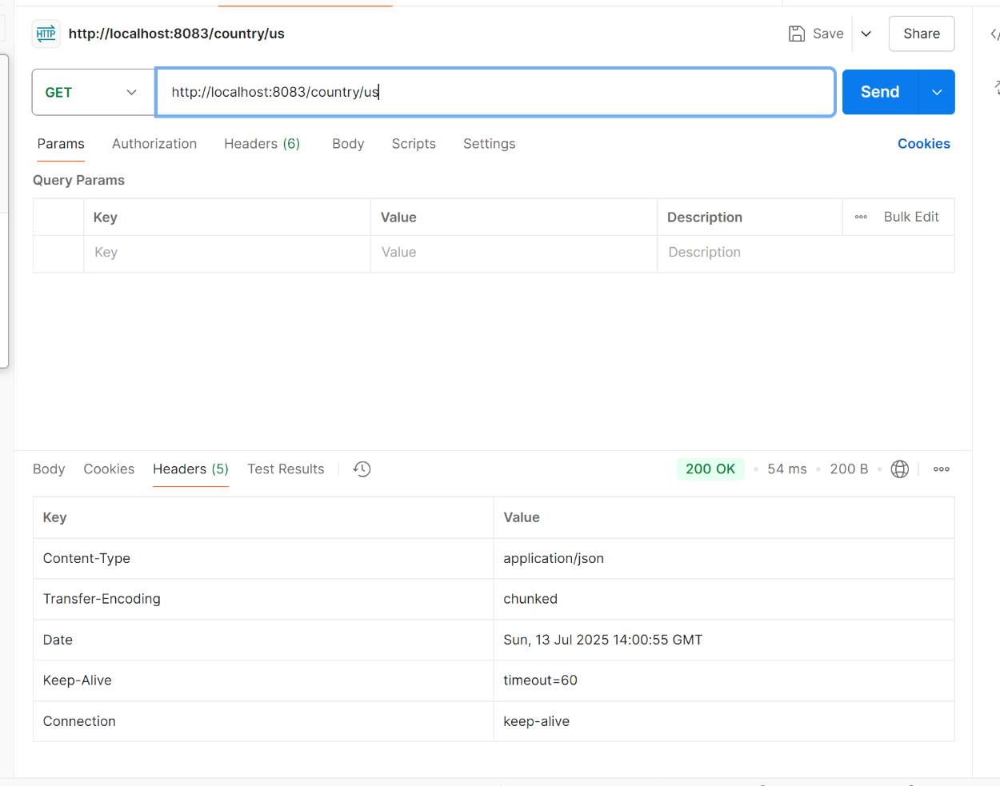 HTTP http://localhost:8083/country/us Save Share
GET http://localhost:8083/country/us Send
Params Authorization Headers (6) Body Scripts Settings Cookies
Query Params
Key Value Description Bulk Edit
Key Value Description
Body Cookies Headers (5) Test Results 200 OK 54 ms 200 B
Key Value
Content-Type application/json
Transfer-Encoding chunked
Date Sun, 13 Jul 2025 14:00:55 GMT
Keep-Alive timeout=60
Connection keep-alive